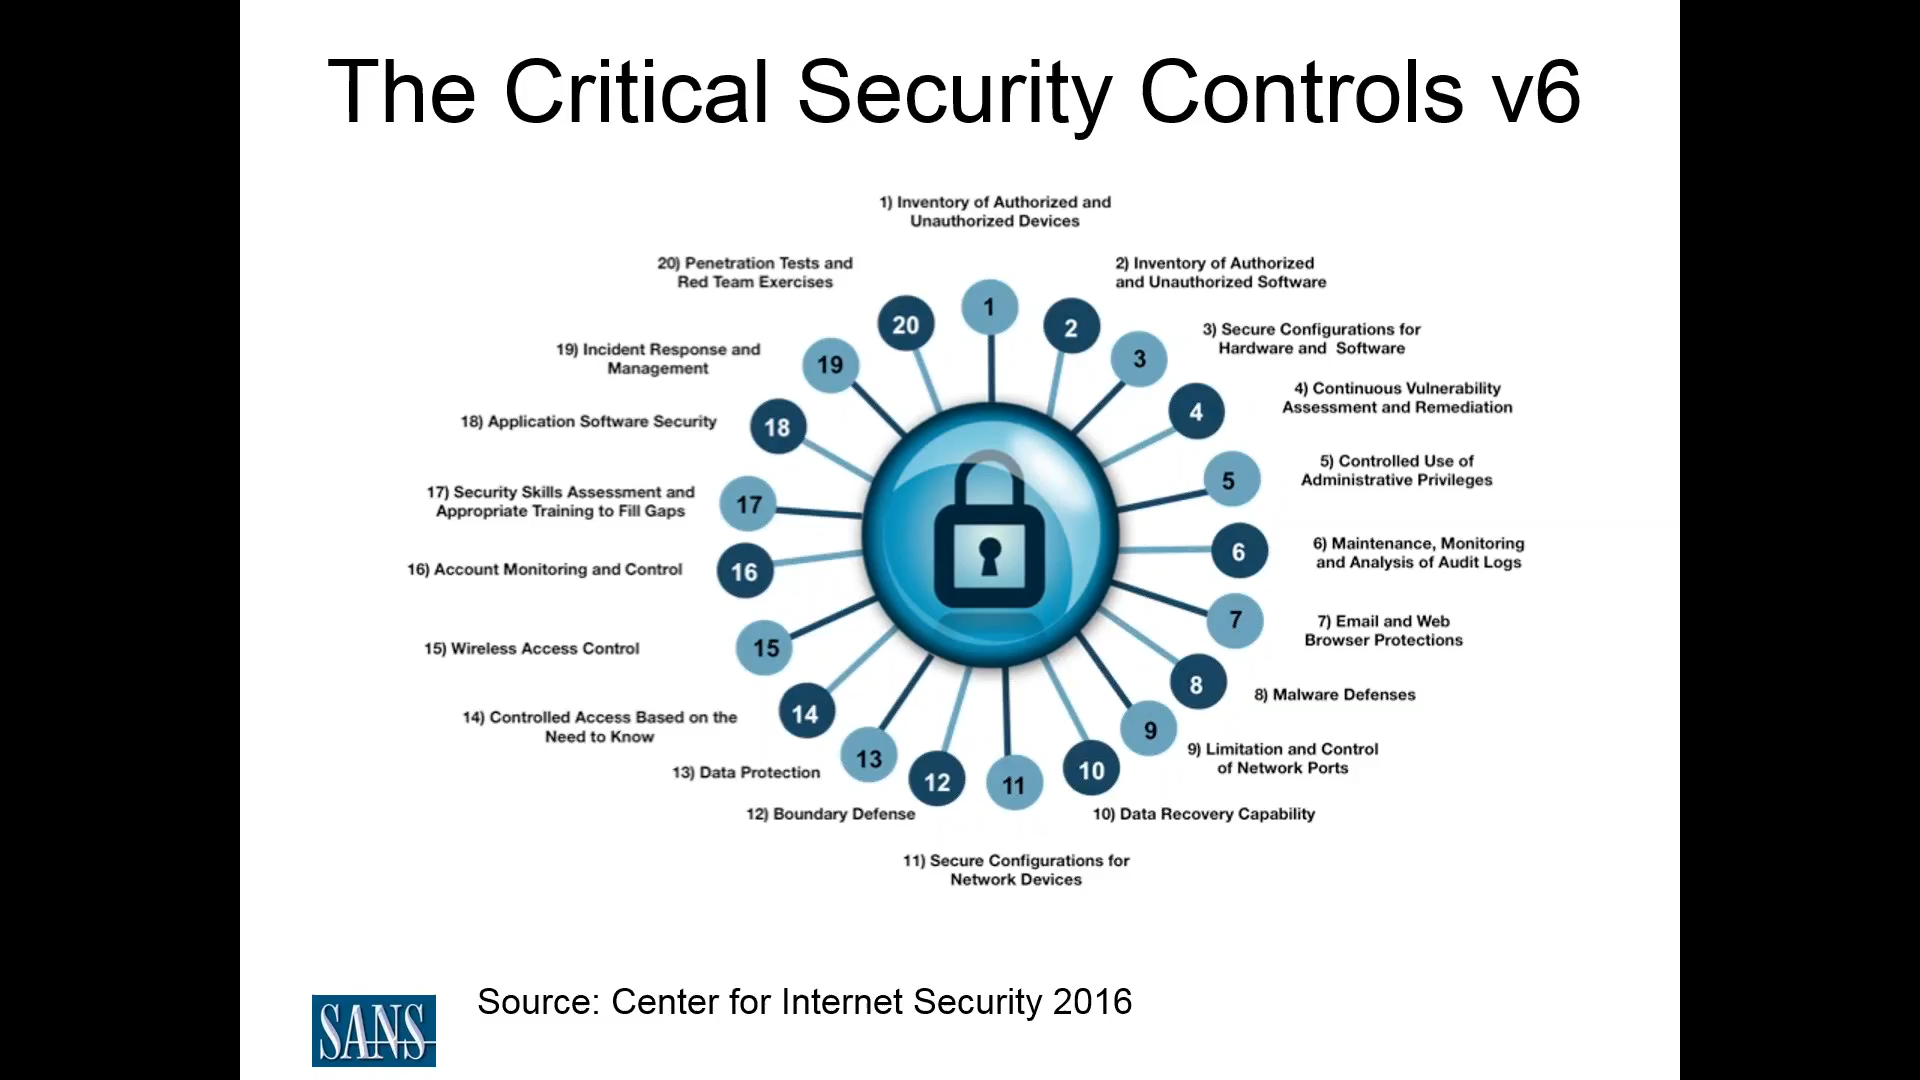 The Critical Security Controls v6
1) Inventory of Authorized and
Unauthorized Devices
2) Inventory of Authorized
and Unauthorized Software
3) Secure Configurations for
Hardware and Software
4) Continuous Vulnerability
Assessment and Remediation
5) Controlled Use of
Administrative Privileges
6) Maintenance, Monitoring
and Analysis of Audit Logs
7) Email and Web
Browser Protections
8) Malware Defenses
9) Limitation and Control
of Network Ports
10) Data Recovery Capability
11) Secure Configurations for
Network Devices
12) Boundary Defense
13) Data Protection
14) Controlled Access Based on the
Need to Know
15) Wireless Access Control
16) Account Monitoring and Control
17) Security Skills Assessment and
Appropriate Training to Fill Gaps
18) Application Software Security
19) Incident Response and
Management
20) Penetration Tests and
Red Team Exercises
1
2
3
4
5
6
7
8
9
10
11
12
13
14
15
16
17
18
19
20
SANS
Source: Center for Internet Security 2016